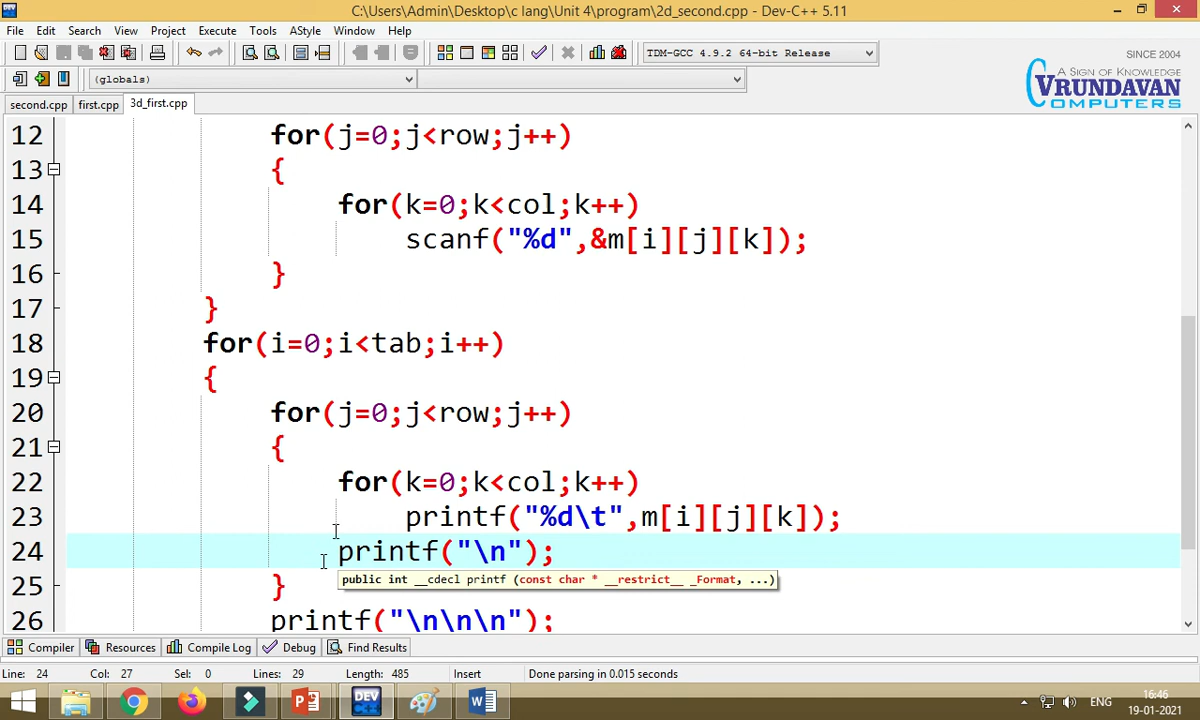 C:\Users\Admin\Desktop\c lang\Unit 4\program\2d_second.cpp - Dev-C++ 5.11
File Edit Search View Project Execute Tools AStyle Window Help
TDM-GCC 4.9.2 64-bit Release
SINCE 2004
A SIGN OF KNOWLEDGE
VRUNDAVAN
COMPUTERS
(globals)
second.cpp first.cpp 3d_first.cpp
12 for(j=0;j<row;j++)
13 {
14 for(k=0;k<col;k++)
15 scanf("%d",&m[i][j][k]);
16 }
17 }
18 for(i=0;i<tab;i++)
19 {
20 for(j=0;j<row;j++)
21 {
22 for(k=0;k<col;k++)
23 printf("%d\t",m[i][j][k]);
24 printf("\n");
public int __cdecl printf (const char * __restrict__ _Format, ...)
25 }
26 printf("\n\n\n");
Compiler Resources Compile Log Debug Find Results
Line: 24 Col: 27 Sel: 0 Lines: 29 Length: 485 Insert Done parsing in 0.015 seconds
DEV
ENG
16:46
19-01-2021